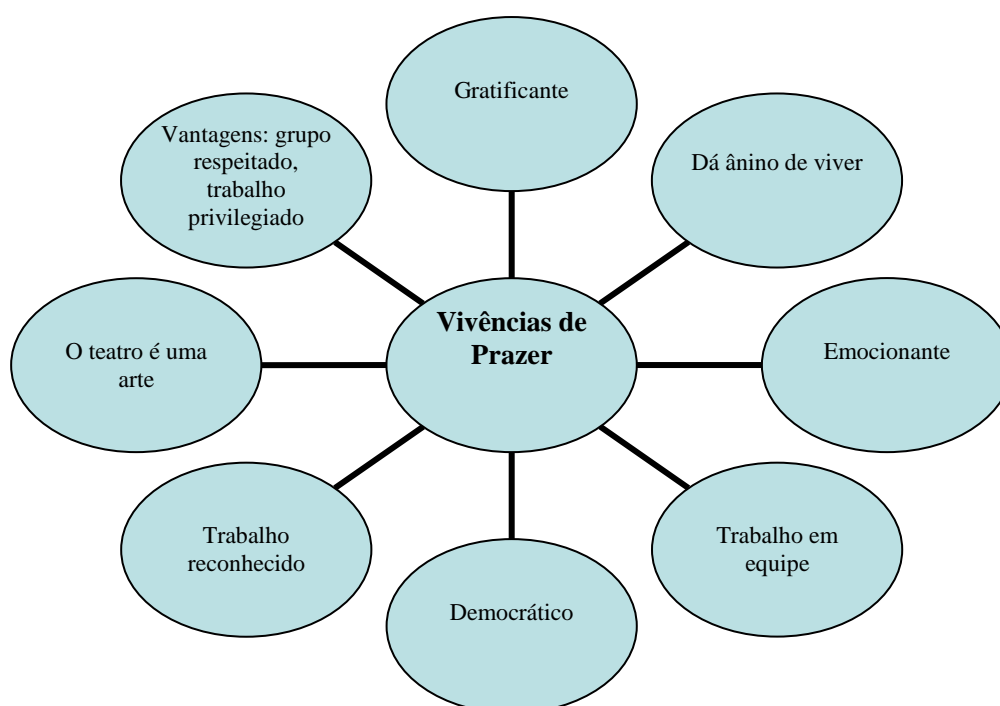 Gratificante
Vantagens: grupo
respeitado,
trabalho
privilegiado
Dá ânino de viver
Vivências de
Prazer
O teatro é uma
arte
Emocionante
Trabalho
reconhecido
Trabalho em
equipe
Democrático